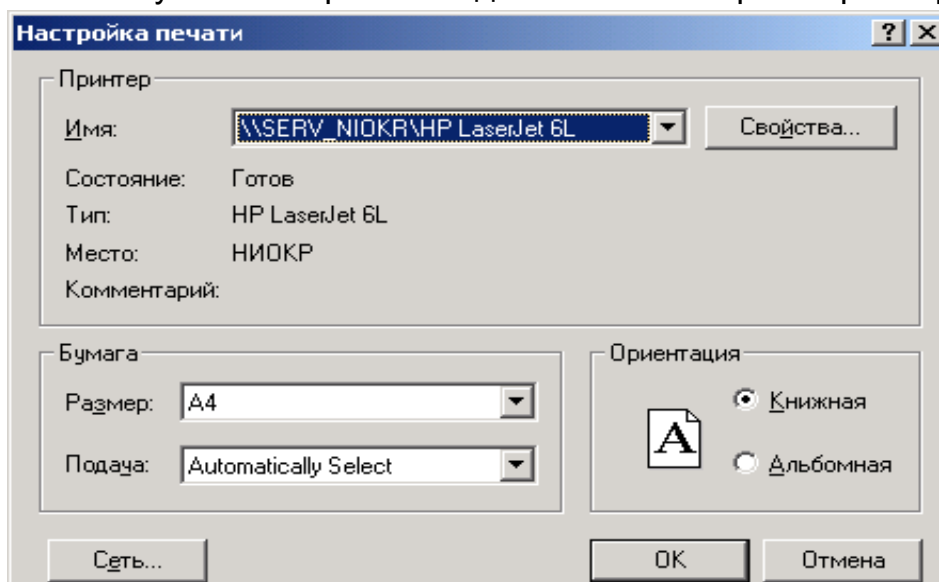 Настройка печати
Принтер
Имя: \\SERV_NIOKR\HP LaserJet 6L Свойства...
Состояние: Готов
Тип: HP LaserJet 6L
Место: НИОКР
Комментарий:
Бумага
Размер: A4
Подача: Automatically Select
Ориентация
A
Книжная
Альбомная
Сеть... OK Отмена